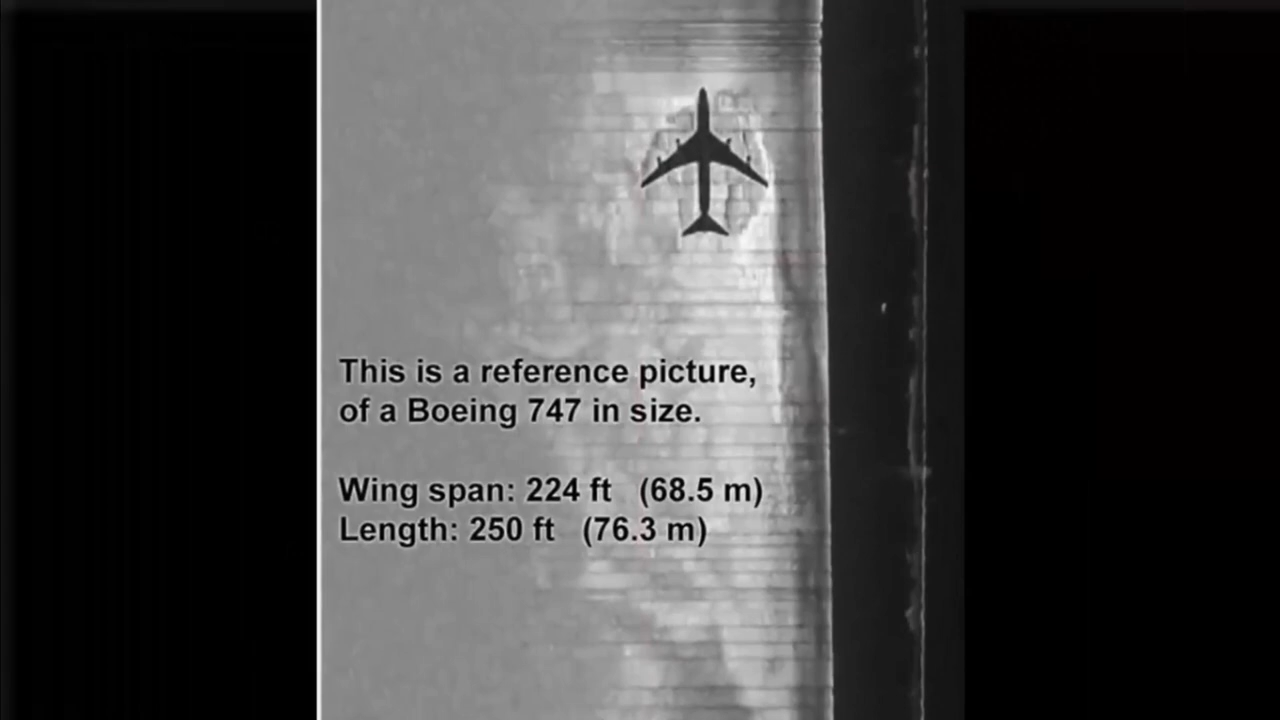 This is a reference picture,
of a Boeing 747 in size.
Wing span: 224 ft (68.5 m)
Length: 250 ft (76.3 m)